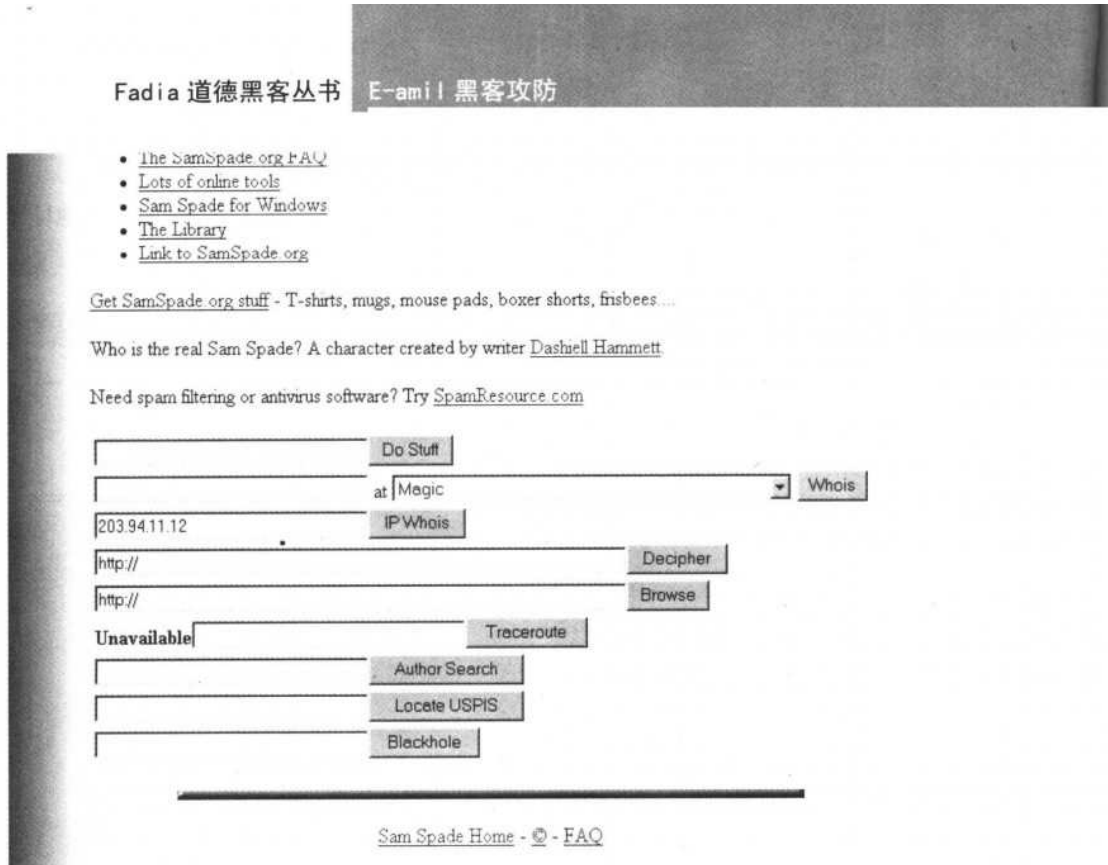 Fadia 道德黑客丛书 E-amil 黑客攻防
The SamSpade.org FAQ
Lots of online tools
Sam Spade for Windows
The Library
Link to SamSpade.org
Get SamSpade.org stuff - T-shirts, mugs, mouse pads, boxer shorts, frisbees....
Who is the real Sam Spade? A character created by writer Dashiell Hammett.
Need spam filtering or antivirus software? Try SpamResource.com
Do Stuff
at Magic Whois
203.94.11.12 IP Whois
http:// Decipher
http:// Browse
Unavailable Traceroute
Author Search
Locate USPIS
Blackhole
Sam Spade Home - © - FAQ